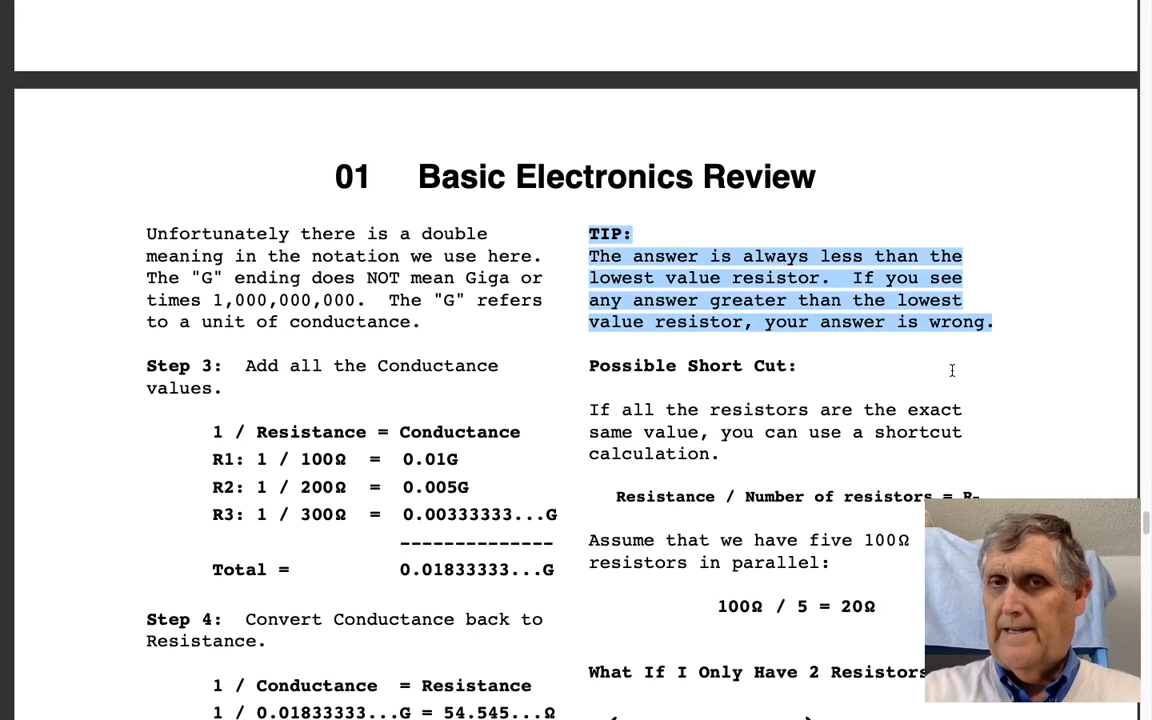 01 Basic Electronics Review
Unfortunately there is a double
meaning in the notation we use here.
The "G" ending does NOT mean Giga or
times 1,000,000,000. The "G" refers
to a unit of conductance.
Step 3: Add all the Conductance
values.
1 / Resistance = Conductance
R1: 1 / 100Ω = 0.01G
R2: 1 / 200Ω = 0.005G
R3: 1 / 300Ω = 0.00333333...G
--------------
Total = 0.01833333...G
Step 4: Convert Conductance back to
Resistance.
1 / Conductance = Resistance
1 / 0.01833333...G = 54.545...Ω
TIP:
The answer is always less than the
lowest value resistor. If you see
any answer greater than the lowest
value resistor, your answer is wrong.
Possible Short Cut:
If all the resistors are the exact
same value, you can use a shortcut
calculation.
Resistance / Number of resistors =
Assume that we have five 100Ω
resistors in parallel:
100Ω / 5 = 20Ω
What If I Only Have 2 Resistors